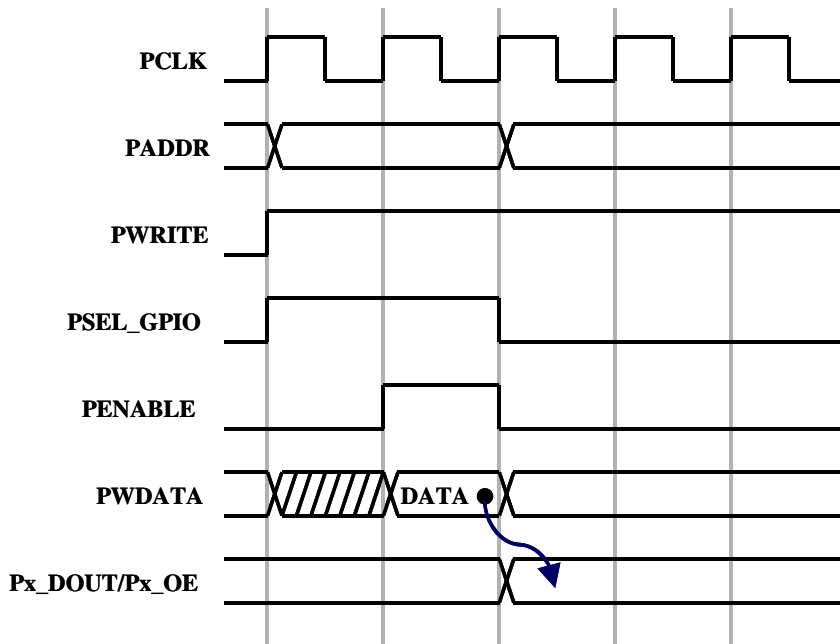 PCLK
PADDR
PWRITE
PSEL_GPIO
PENABLE
PWDATA DATA
Px_DOUT/Px_OE